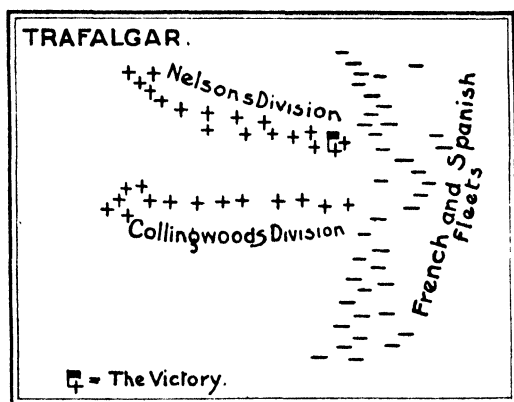 TRAFALGAR.
Nelsons Division
French and Spanish
Fleets
Collingwoods Division
= The Victory.